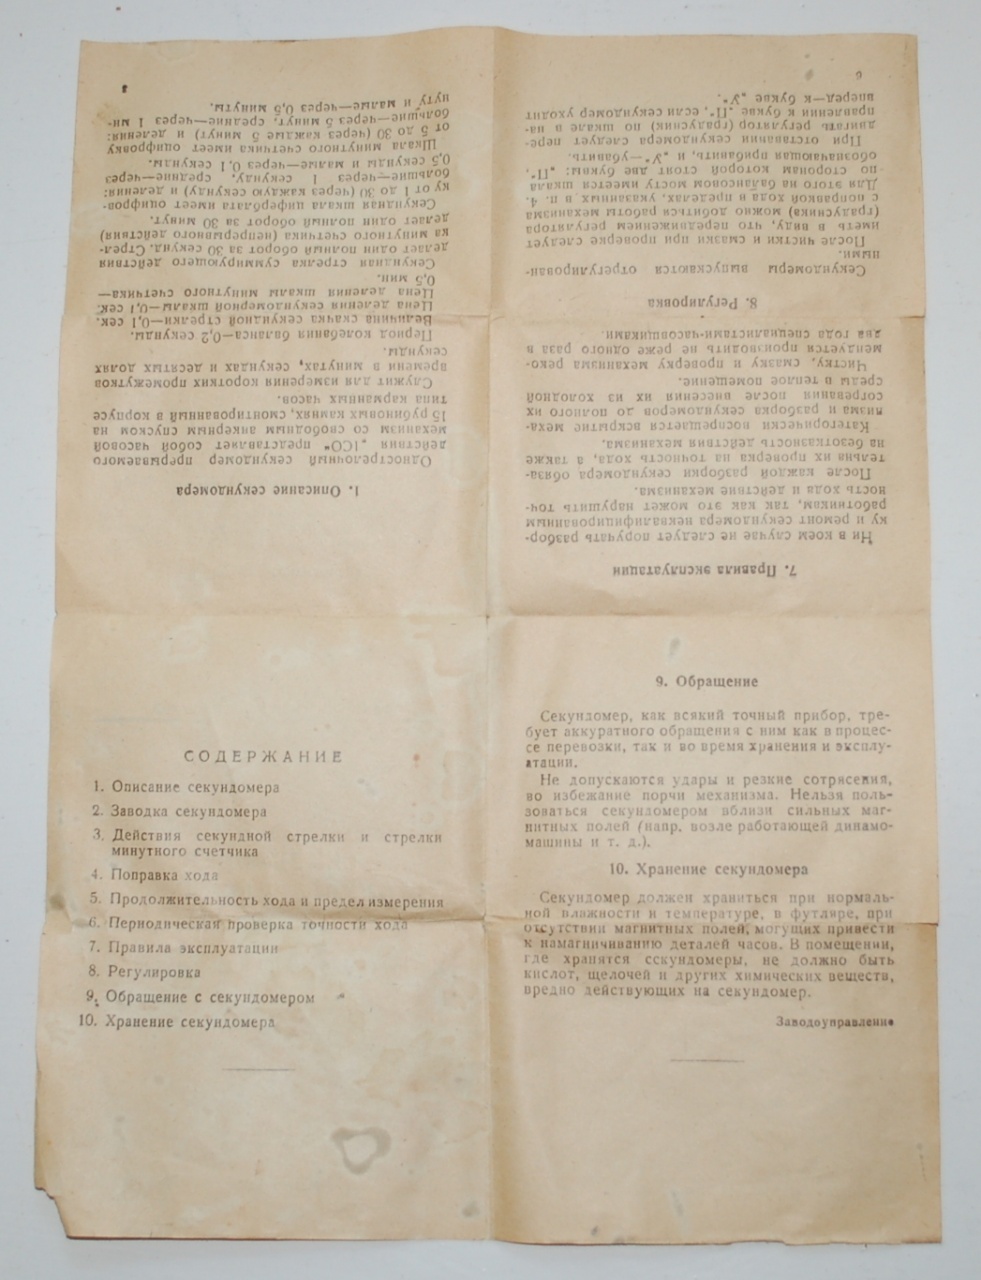 1. Описание секундомера
Однострелочный секундомер прерываемого
действия „1СО" представляет собой часовой
механизм со свободным анкерным спуском на
15 рубиновых камнях, смонтированный в корпусе
типа карманных часов.
Служит для измерения коротких промежутков
времени в минутах, секундах и десятых долях
секунды.
Период колебания баланса—0,2 секунды.
Величина скачка секундной стрелки—0,1 сек.
Цена деления секундомерной шкалы—0,1 сек.
Цена деления шкалы минутного счетчика—
0,5 мин.
Секундная стрелка суммирующего действия
делает один полный оборот за 30 секунд. Стрел-
ка минутного счетчика (непрерывного действия)
делает один полный оборот за 30 минут.
Секундная шкала циферблата имеет оцифров-
ку от 1 до 30 (через каждую секунду) и деления:
большие—через 1 секунду, средние—через
0,5 секунды и малые—через 0,1 секунды.
Шкала минутного счетчика имеет оцифровку
от 5 до 30 (через каждые 5 минут) и деления:
большие—через 5 минут, средние—через 1 ми-
нуту и малые—через 0,5 минуты.
7. Правила эксплуатации
Ни в коем случае не следует поручать разбор-
ку и ремонт секундомера неквалифицированным
работникам, так как это может нарушить точ-
ность хода и действие механизма.
После каждой разборки секундомера обяза-
тельна их проверка на точность хода, а также
на безотказность действия механизма.
Категорически воспрещается вскрытие меха-
низма и разборка секундомеров до полного их
согревания после внесения их из холодной
среды в теплое помещение.
Чистку, смазку и проверку механизма реко-
мендуется производить не реже одного раза в
два года специалистами-часовщиками.
8. Регулировка
Секундомеры выпускаются отрегулирован-
ными.
После чистки и смазки при проверке следует
иметь в виду, что передвижением регулятора
(градусника) можно добиться работы механизма
с поправкой хода в пределах, указанных в п. 4.
Для этого на балансовом мосту имеется шкала
по сторонам которой стоят две буквы: „П",
обозначающая прибавить, и „У"—убавить.
При отставании секундомера следует пере-
двигать регулятор (градусник) по шкале в на-
правлении к букве „П", если секундомер уходит
вперед—к букве „У".
СОДЕРЖАНИЕ
1. Описание секундомера
2. Заводка секундомера
3. Действия секундной стрелки и стрелки
минутного счетчика
4. Поправка хода
5. Продолжительность хода и предел измерения
6. Периодическая проверка точности хода
7. Правила эксплуатации
8. Регулировка
9. Обращение с секундомером
10. Хранение секундомера
9. Обращение
Секундомер, как всякий точный прибор, тре-
бует аккуратного обращения с ним как в процес-
се перевозки, так и во время хранения и эксплу-
атации.
Не допускаются удары и резкие сотрясения,
во избежание порчи механизма. Нельзя поль-
зоваться секундомером вблизи сильных маг-
нитных полей (напр. возле работающей динамо-
машины и т. д.).
10. Хранение секундомера
Секундомер должен храниться при нормаль-
ной влажности и температуре, в футляре, при
отсутствии магнитных полей, могущих привести
к намагничиванию деталей часов. В помещении,
где хранятся секундомеры, не должно быть
кислот, щелочей и других химических веществ,
вредно действующих на секундомер.
Заводоуправление